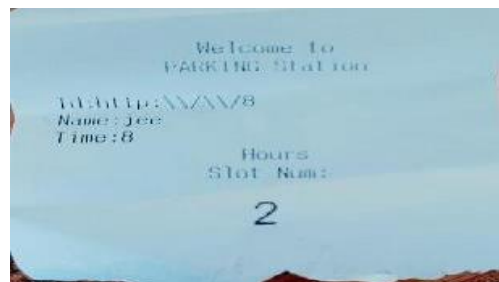 Welcome to
PARKING Station
Id:http:\\/\\/8
Name:jee
Time:8
Hours
Slot Num:
2